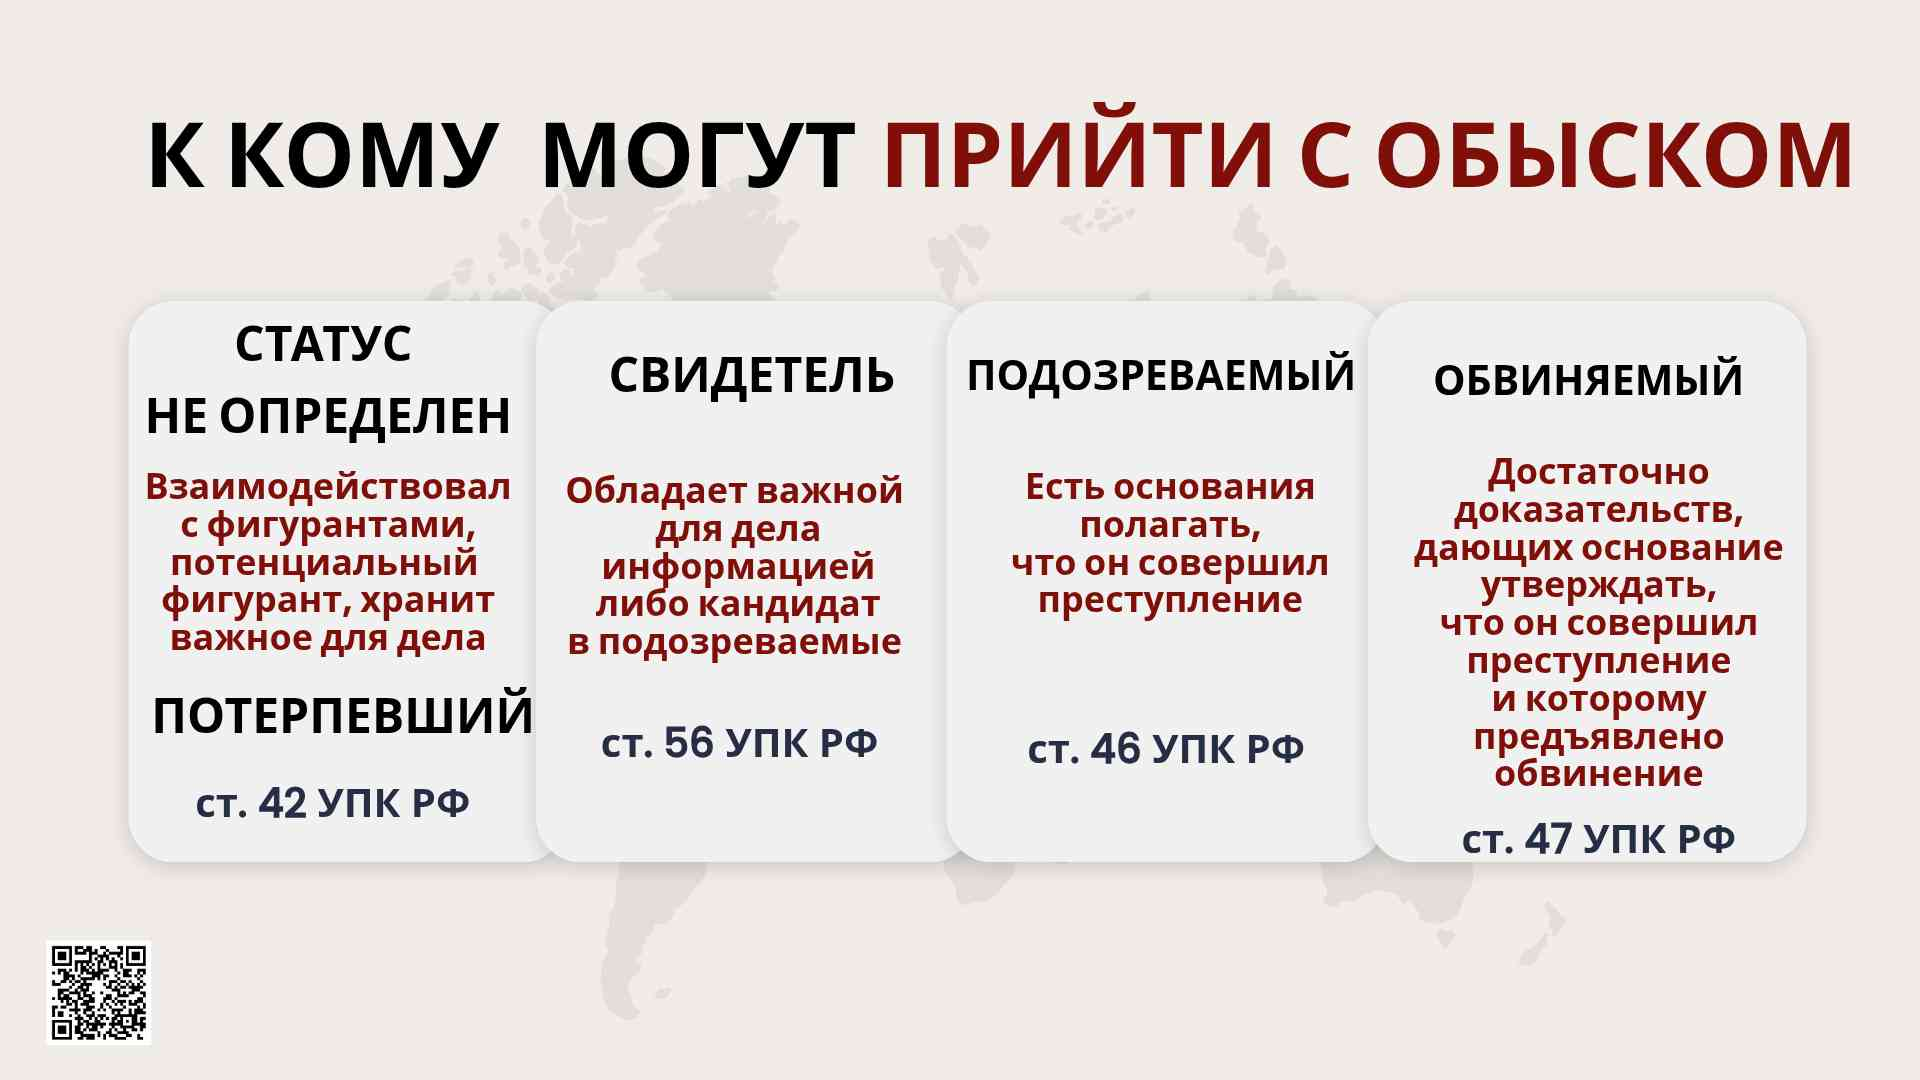 К КОМУ МОГУТ ПРИЙТИ С ОБЫСКОМ
СТАТУС
НЕ ОПРЕДЕЛЕН
Взаимодействовал
с фигурантами,
потенциальный
фигурант, хранит
важное для дела
ПОТЕРПЕВШИЙ
ст. 42 УПК РФ
СВИДЕТЕЛЬ
Обладает важной
для дела
информацией
либо кандидат
в подозреваемые
ст. 56 УПК РФ
ПОДОЗРЕВАЕМЫЙ
Есть основания
полагать,
что он совершил
преступление
ст. 46 УПК РФ
ОБВИНЯЕМЫЙ
Достаточно
доказательств,
дающих основание
утверждать,
что он совершил
преступление
и которому
предъявлено
обвинение
ст. 47 УПК РФ